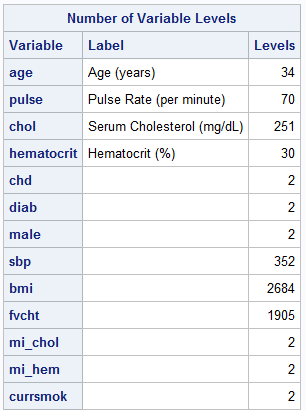 Number of Variable Levels
Variable Label Levels
age Age (years) 34
pulse Pulse Rate (per minute) 70
chol Serum Cholesterol (mg/dL) 251
hematocrit Hematocrit (%) 30
chd 2
diab 2
male 2
sbp 352
bmi 2684
fvcht 1905
mi_chol 2
mi_hem 2
currsmok 2